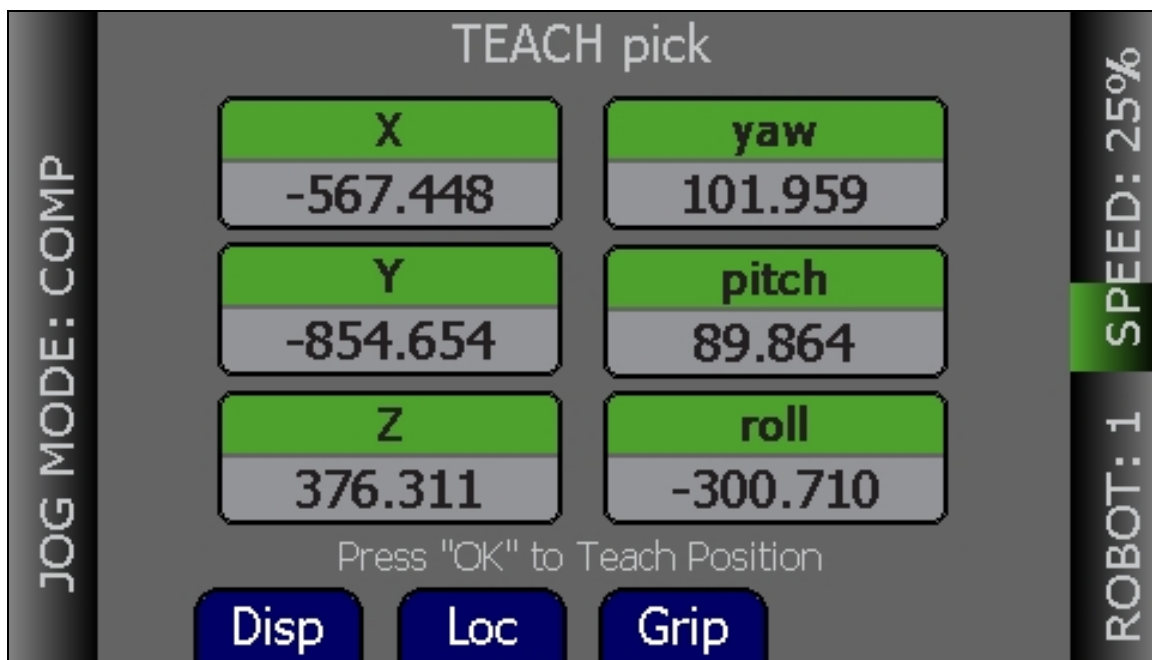 TEACH pick
JOG MODE: COMP
X
-567.448
yaw
101.959
Y
-854.654
pitch
89.864
Z
376.311
roll
-300.710
Press "OK" to Teach Position
Disp
Loc
Grip
SPEED: 25%
ROBOT: 1